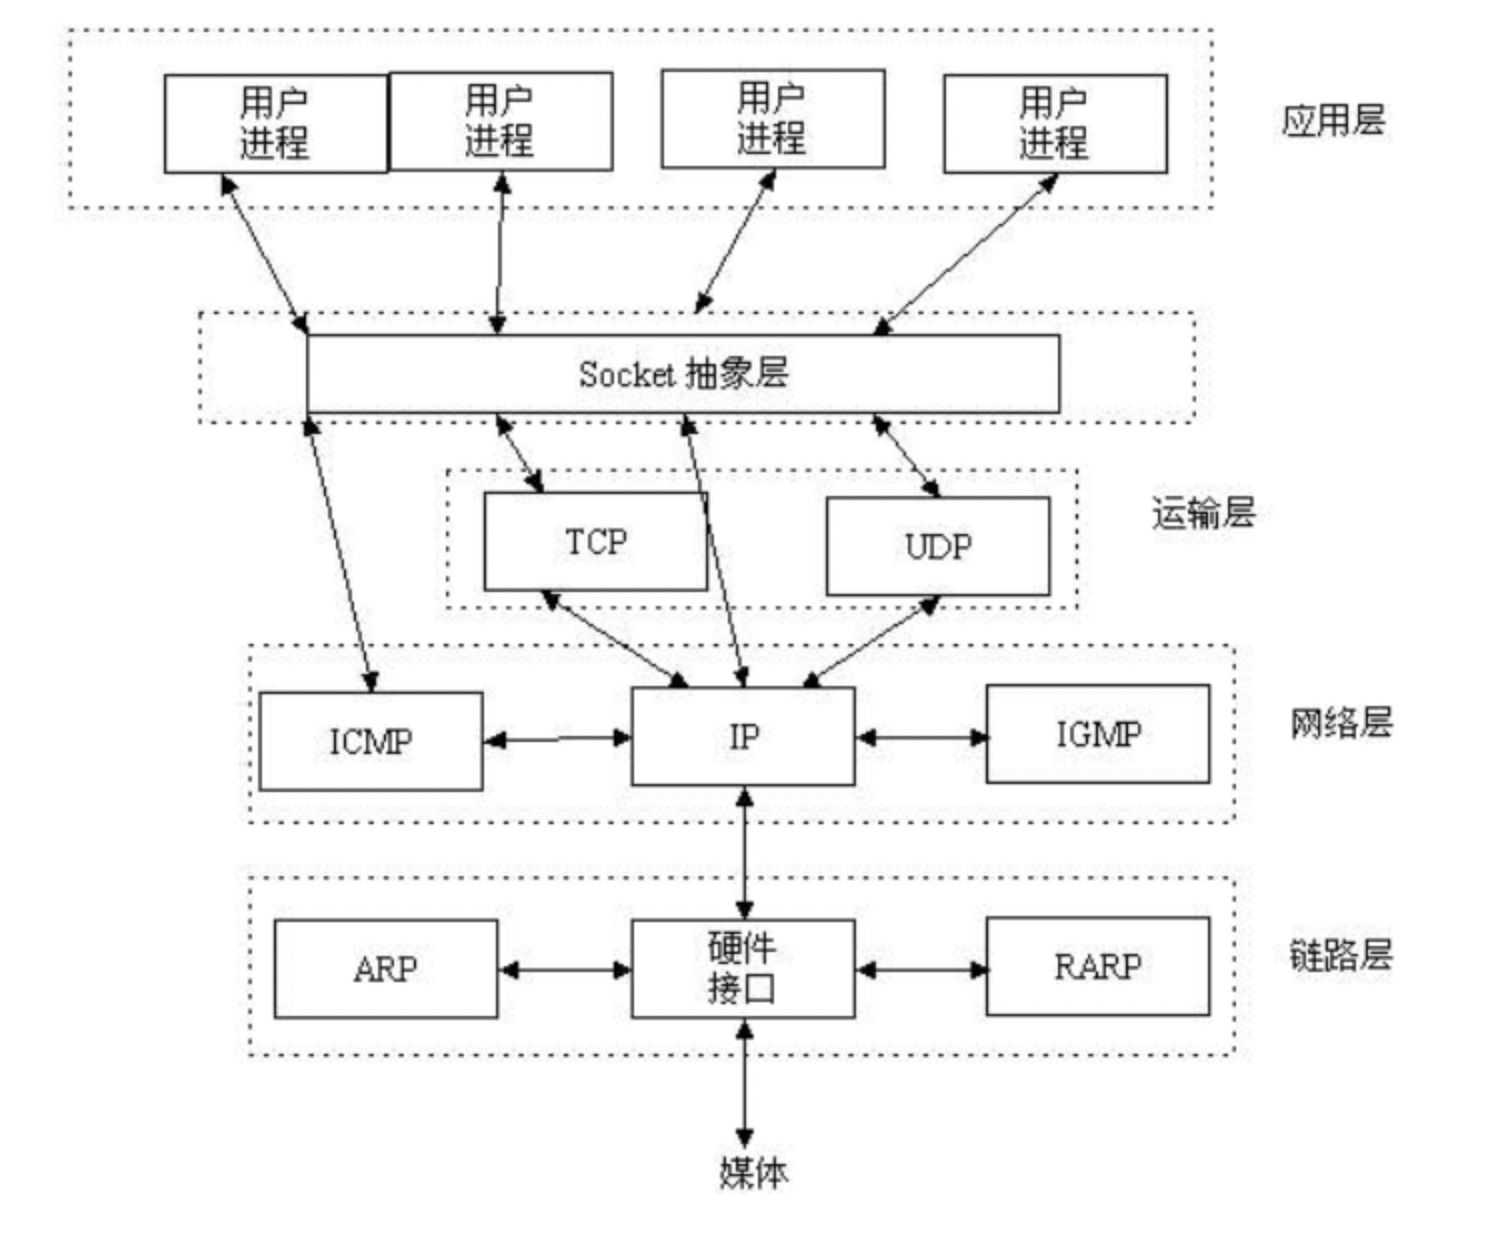 用户
进程
用户
进程
用户
进程
用户
进程
应用层
Socket 抽象层
TCP
UDP
运输层
ICMP
IP
IGMP
网络层
ARP
硬件
接口
RARP
链路层
媒体